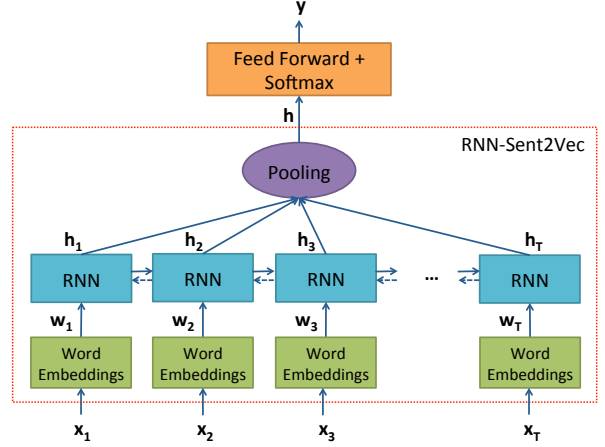 y
Feed Forward +
Softmax
h
RNN-Sent2Vec
Pooling
h1 h2 h3 hT
RNN RNN RNN ... RNN
w1 w2 w3 wT
Word Word Word Word
Embeddings Embeddings Embeddings Embeddings
x1 x2 x3 xT